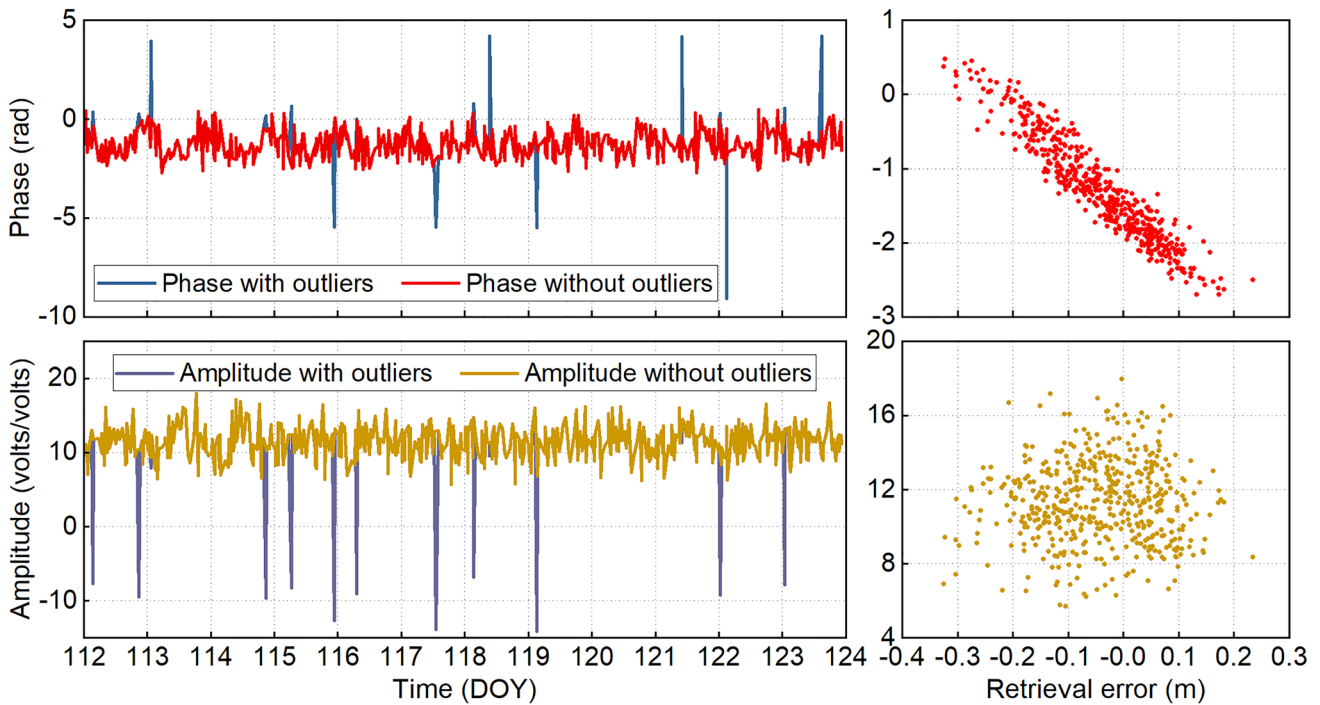 5
0
-5
-10
Phase (rad)
Phase with outliers
Phase without outliers
1
0
-1
-2
-3
20
10
0
-10
Amplitude (volts/volts)
Amplitude with outliers
Amplitude without outliers
112 113 114 115 116 117 118 119 120 121 122 123 124
Time (DOY)
20
16
12
8
4
-0.4 -0.3 -0.2 -0.1 -0.0 0.1 0.2 0.3
Retrieval error (m)